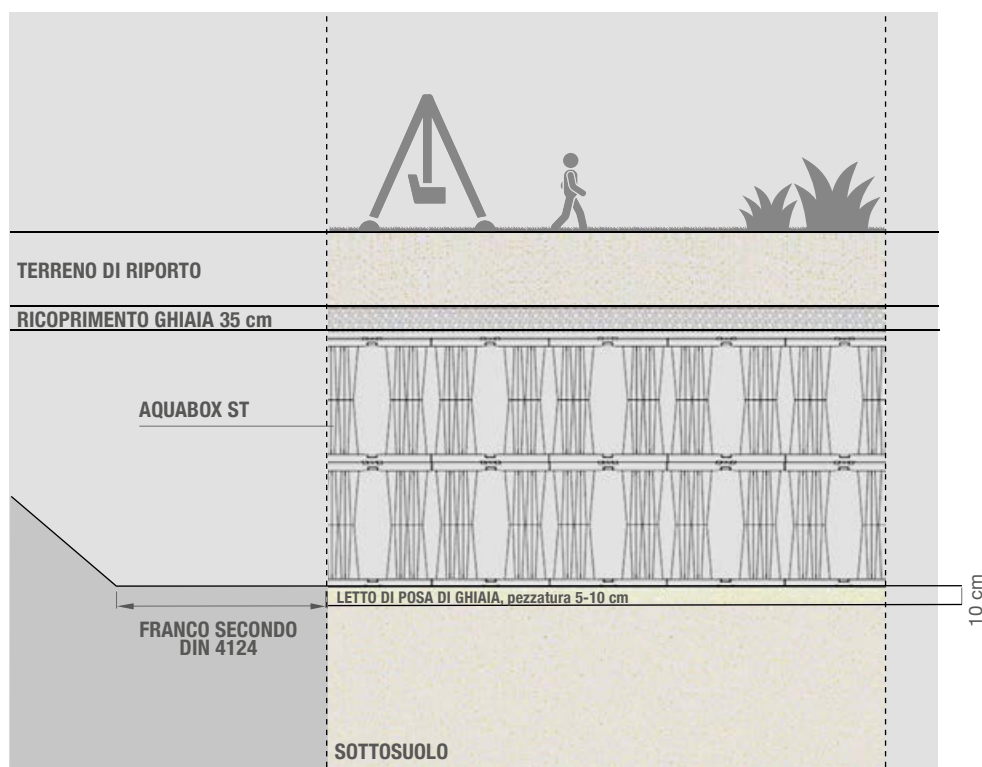 TERRENO DI RIPORTO
RICOPRIMENTO GHIAIA 35 cm
AQUABOX ST
LETTO DI POSA DI GHIAIA, pezzatura 5-10 cm
10 cm
FRANCO SECONDO
DIN 4124
SOTTOSUOLO